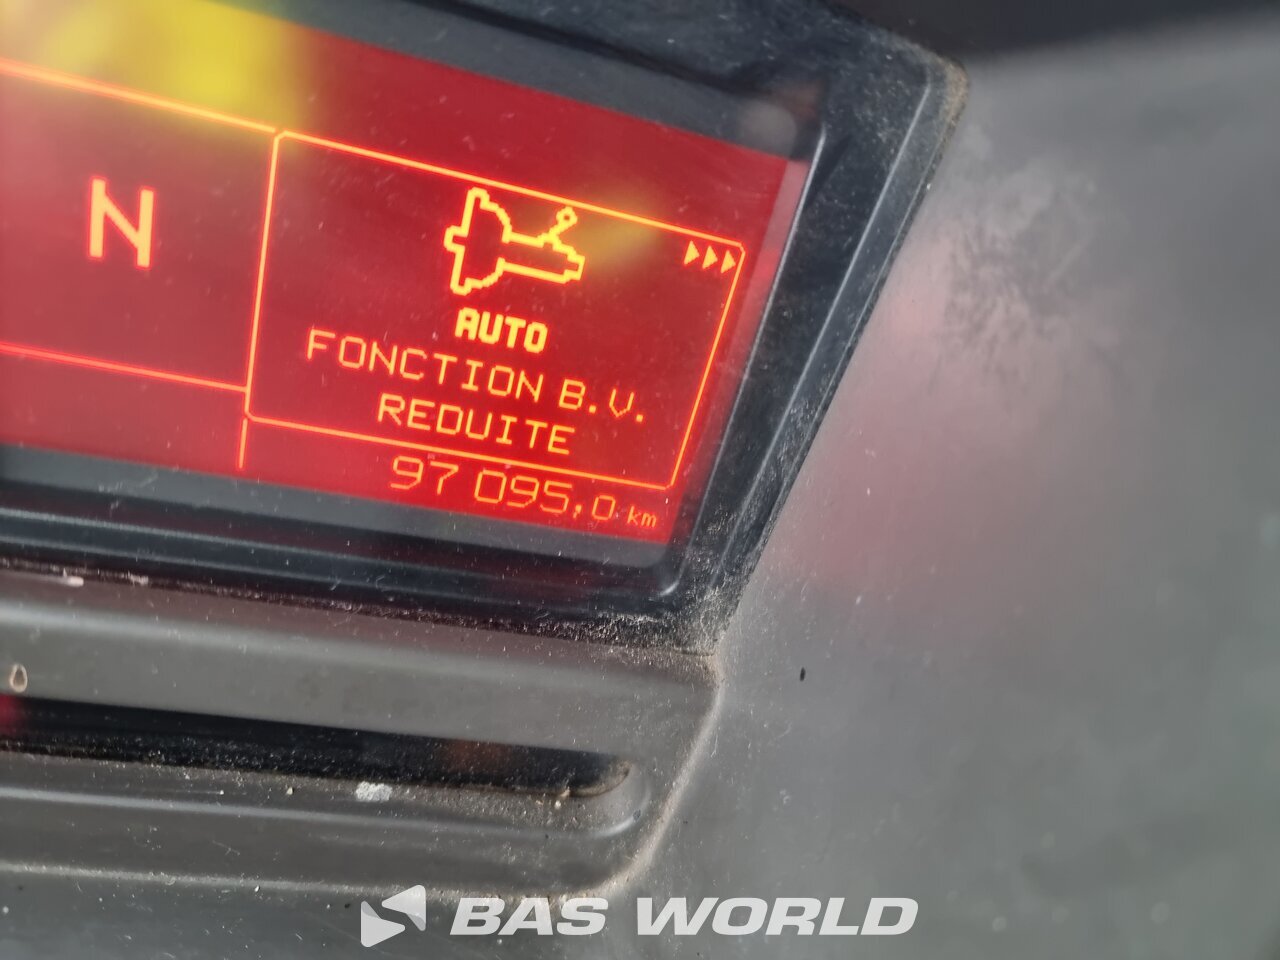 N
AUTO
FONCTION B.V.
REDUITE
97 095,0 km
BAS WORLD